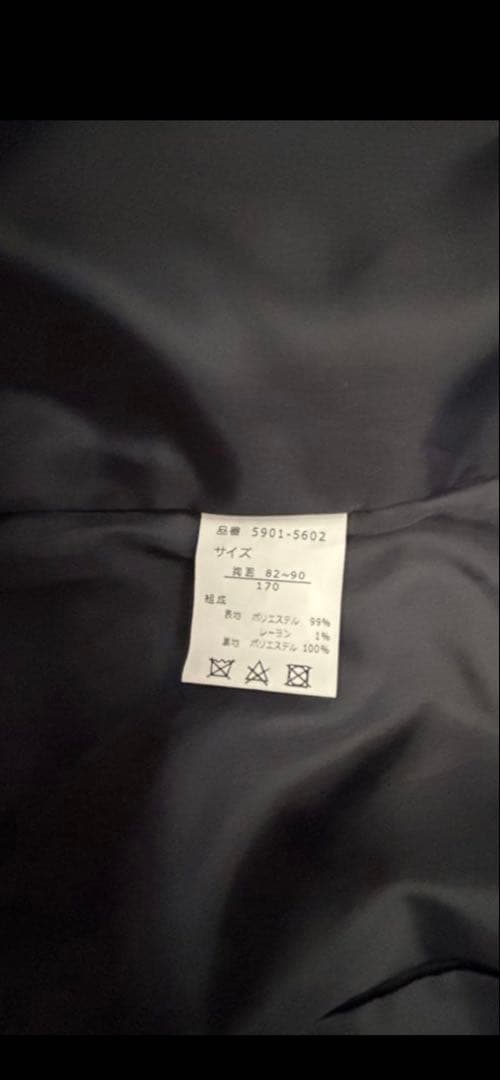 品番 5901-5602
サイズ
胸囲 82~90
170
組成
表地 ポリエステル 99%
レーヨン 1%
裏地 ポリエステル 100%